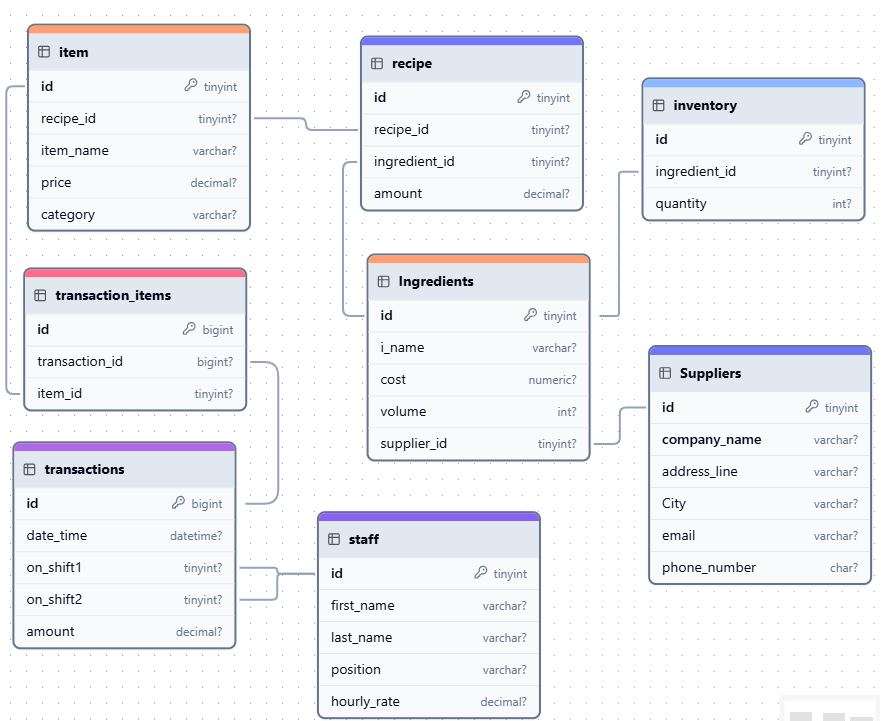 item
id tinyint
recipe_id tinyint?
item_name varchar?
price decimal?
category varchar?
recipe
id tinyint
recipe_id tinyint?
ingredient_id tinyint?
amount decimal?
inventory
id tinyint
ingredient_id tinyint?
quantity int?
transaction_items
id bigint
transaction_id bigint?
item_id tinyint?
Ingredients
id tinyint
i_name varchar?
cost numeric?
volume int?
supplier_id tinyint?
Suppliers
id tinyint
company_name varchar?
address_line varchar?
City varchar?
email varchar?
phone_number char?
transactions
id bigint
date_time datetime?
on_shift1 tinyint?
on_shift2 tinyint?
amount decimal?
staff
id tinyint
first_name varchar?
last_name varchar?
position varchar?
hourly_rate decimal?